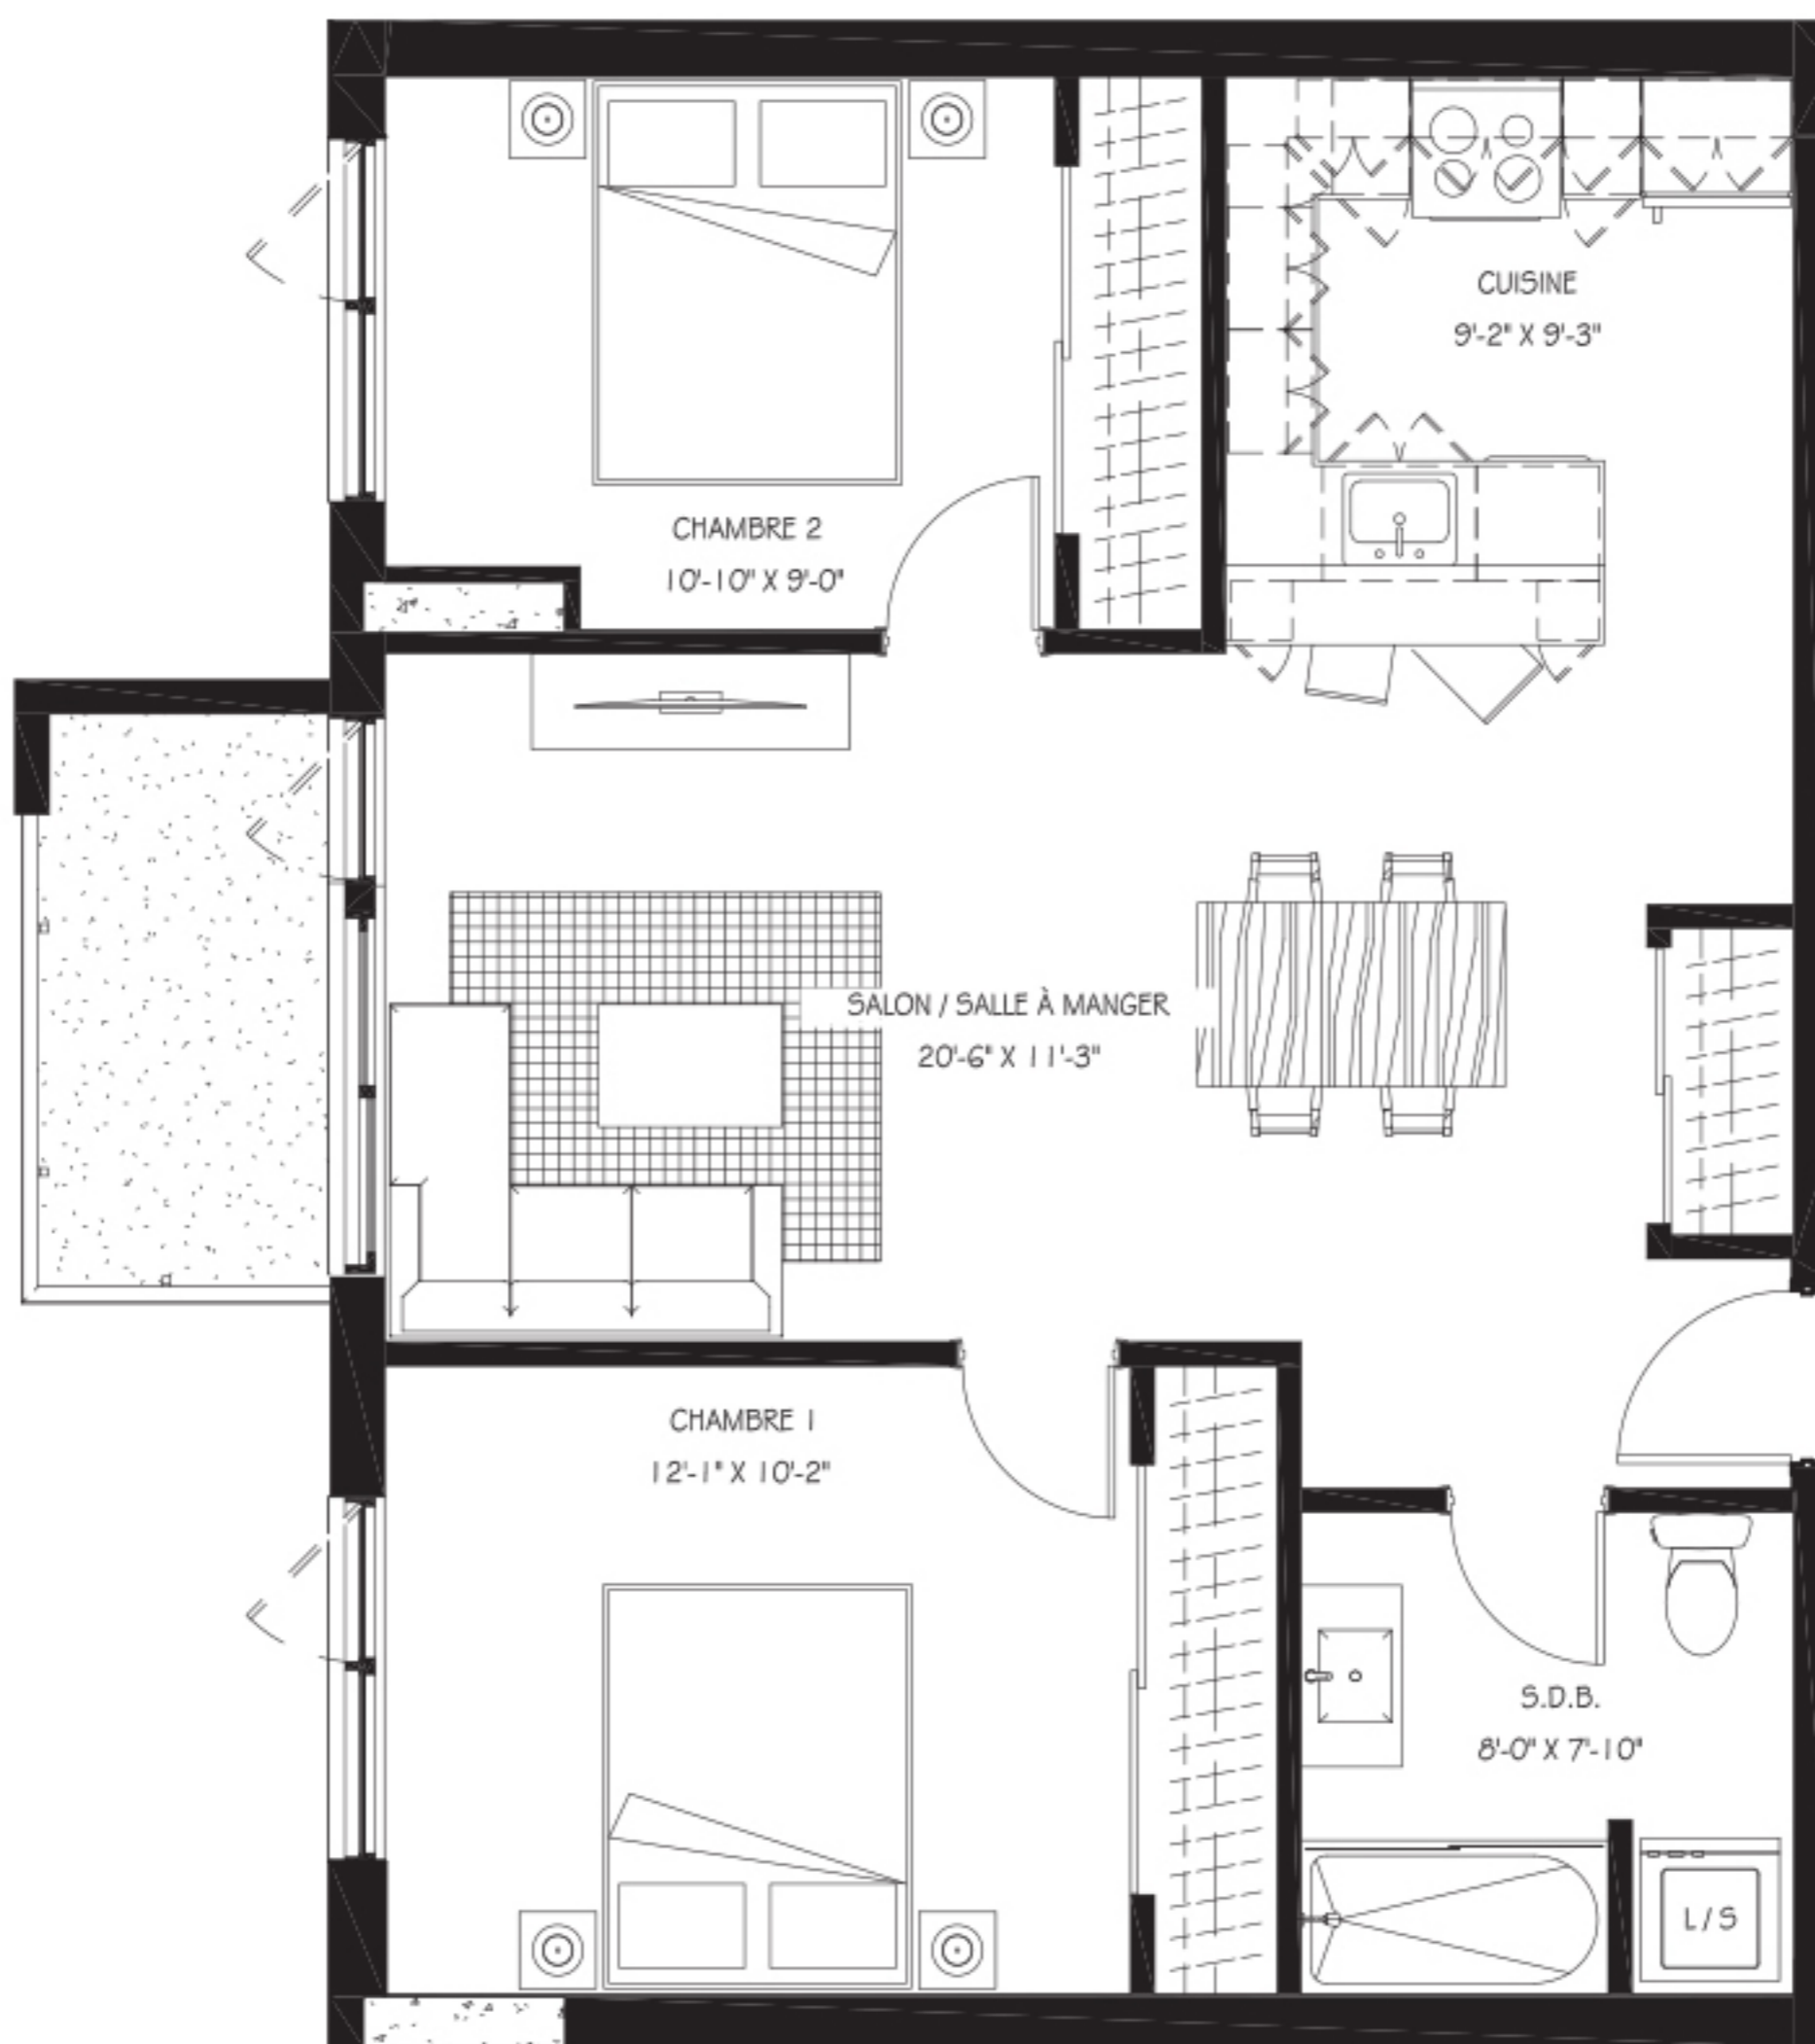 CUISINE
9'-2" X 9'-3"
CHAMBRE 2
10'-10" X 9'-0"
SALON / SALLE À MANGER
20'-6" X 11'-3"
CHAMBRE 1
12'-1" X 10'-2"
S.D.B.
8'-0" X 7'-10"
L / S